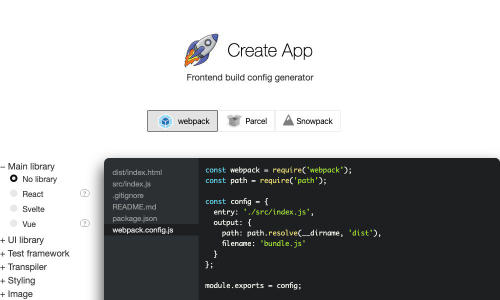 Create App
Frontend build config generator
webpack
Parcel
Snowpack
– Main library
No library
React ?
Svelte
Vue ?
+ UI library
+ Test framework
+ Transpiler
+ Styling
+ Image
dist/index.html
src/index.js
.gitignore
README.md
package.json
webpack.config.js
const webpack = require('webpack');
const path = require('path');
const config = {
entry: './src/index.js',
output: {
path: path.resolve(__dirname, 'dist'),
filename: 'bundle.js'
}
};
module.exports = config;